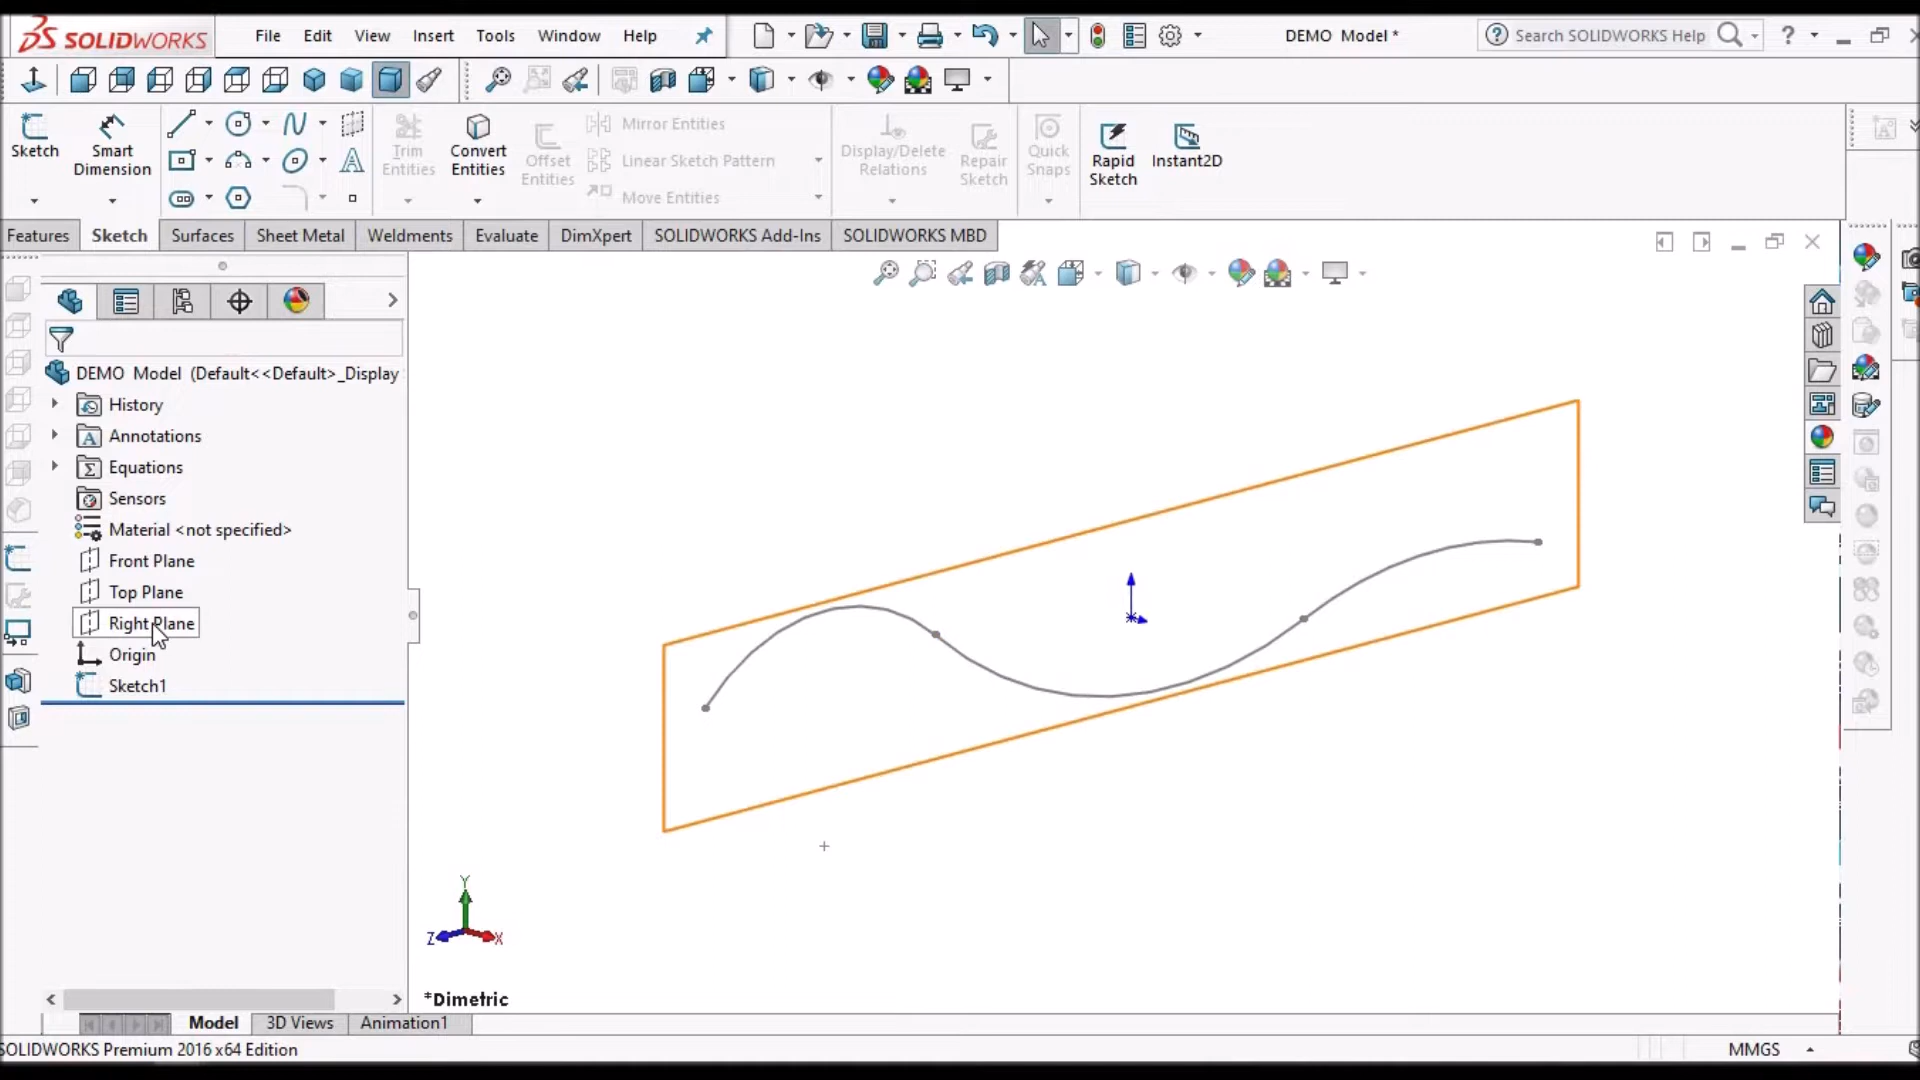 SOLIDWORKS File Edit View Insert Tools Window Help DEMO Model * Search SOLIDWORKS Help ?
Sketch Smart Dimension Trim Entities Convert Entities Offset Entities Mirror Entities Linear Sketch Pattern Move Entities Display/Delete Relations Repair Sketch Quick Snaps Rapid Sketch Instant2D
Features Sketch Surfaces Sheet Metal Weldments Evaluate DimXpert SOLIDWORKS Add-Ins SOLIDWORKS MBD
DEMO Model (Default<<Default>_Display
History
Annotations
Equations
Sensors
Material <not specified>
Front Plane
Top Plane
Right Plane
Origin
Sketch1
Y
Z X
*Dimetric
Model 3D Views Animation1
SOLIDWORKS Premium 2016 x64 Edition MMGS